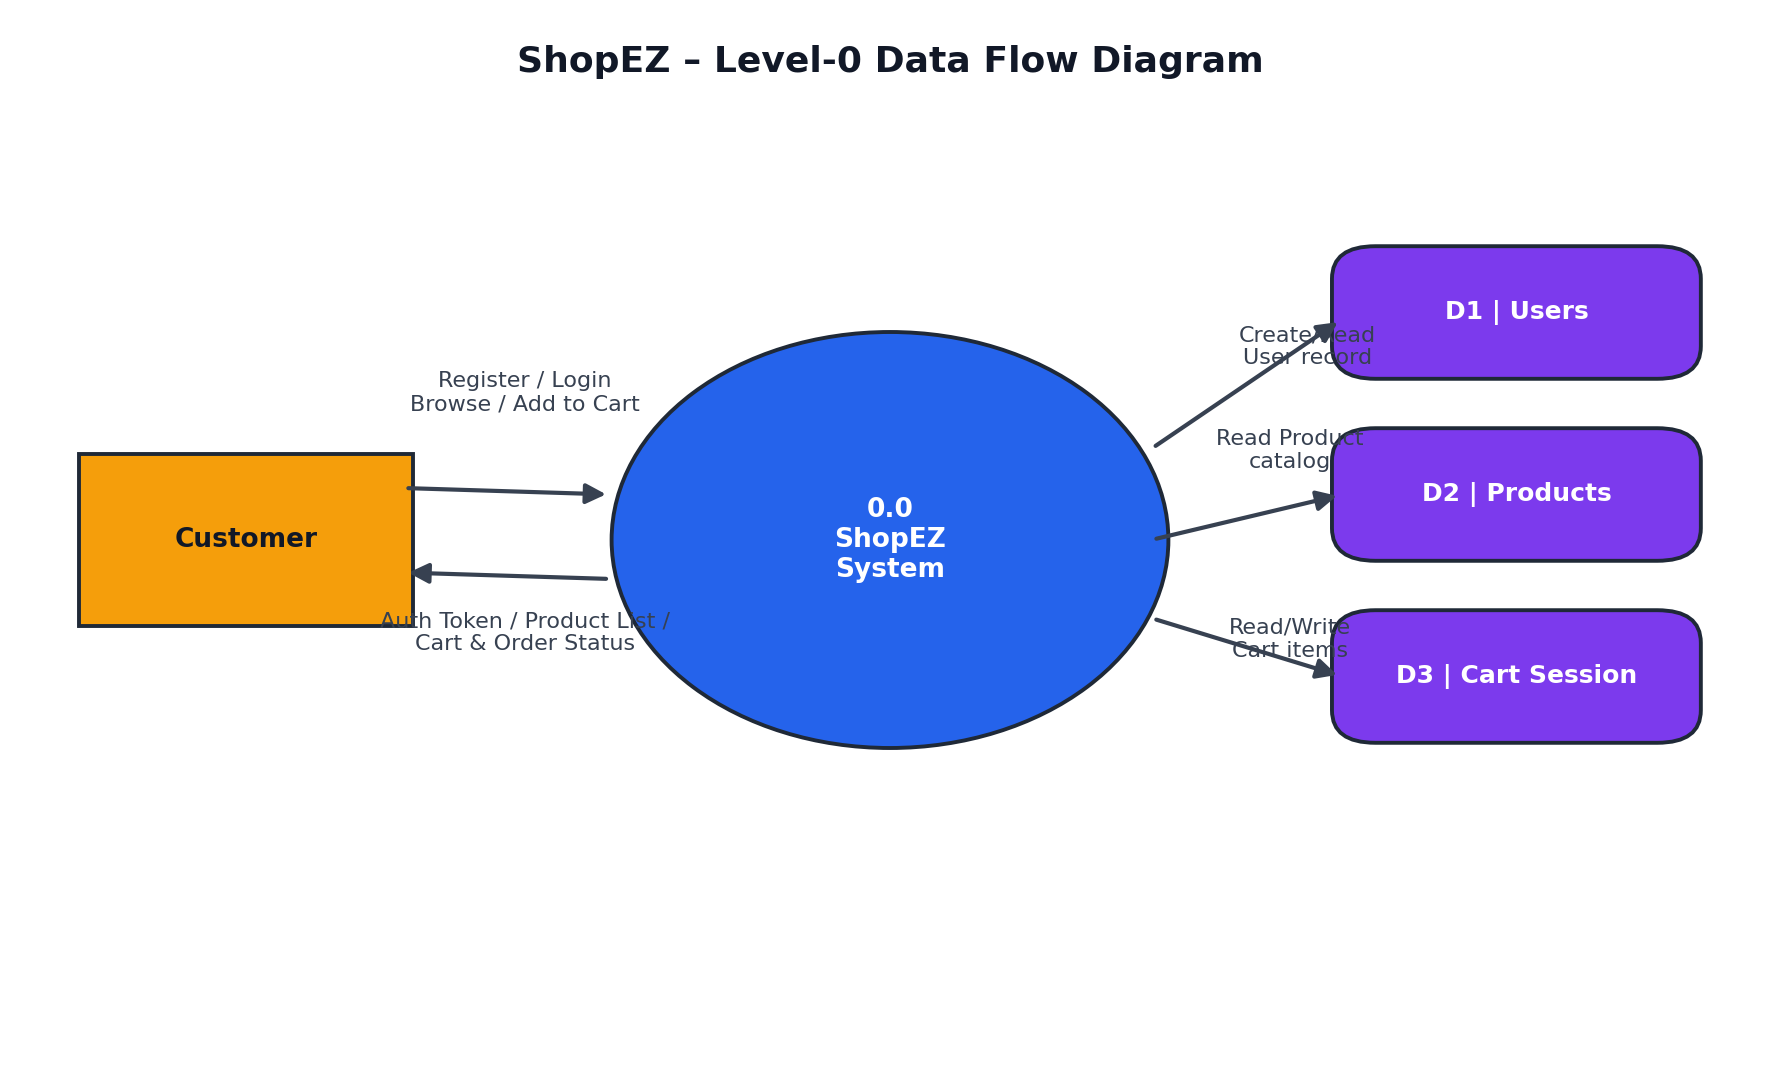 ShopEZ – Level-0 Data Flow Diagram
Register / Login
Browse / Add to Cart
Customer
Auth Token / Product List /
Cart & Order Status
0.0
ShopEZ
System
Create/Read
User record
D1 | Users
Read Product
catalog
D2 | Products
Read/Write
Cart items
D3 | Cart Session